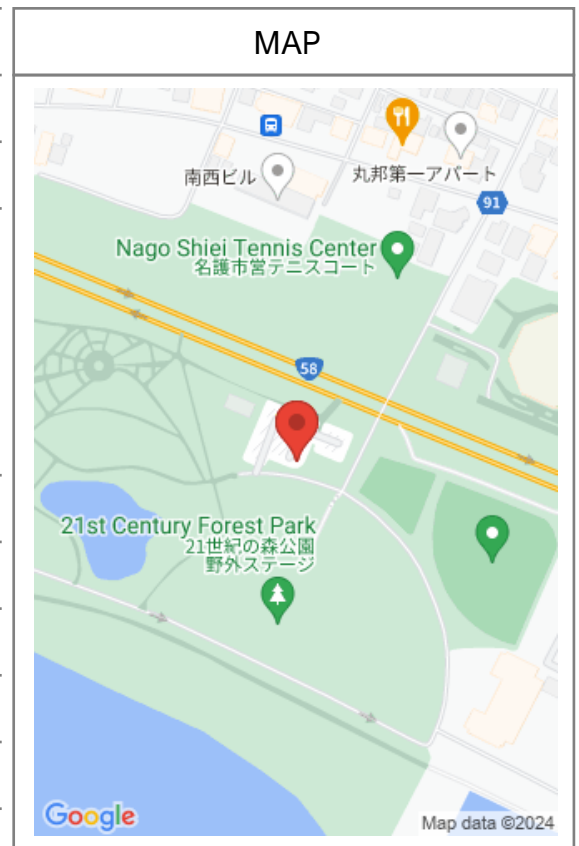 MAP
南西ビル
丸邦第一アパート
91
Nago Shiei Tennis Center
名護市営テニスコート
58
21st Century Forest Park
21世紀の森公園
野外ステージ
Google
Map data ©2024